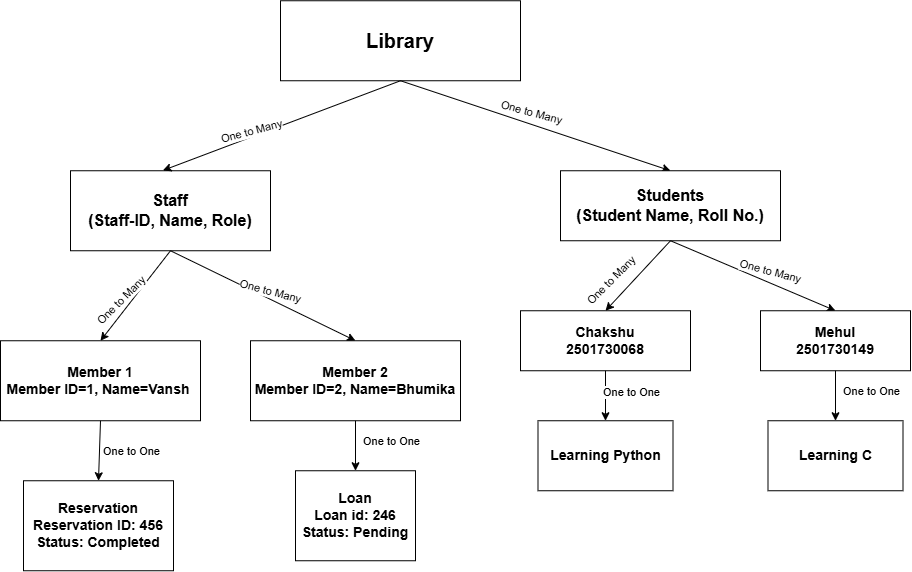 Library
One to Many
One to Many
Staff
(Staff-ID, Name, Role)
Students
(Student Name, Roll No.)
One to Many
One to Many
One to Many
One to Many
Member 1
Member ID=1, Name=Vansh
Member 2
Member ID=2, Name=Bhumika
Chakshu
2501730068
Mehul
2501730149
One to One
One to One
One to One
One to One
Reservation
Reservation ID: 456
Status: Completed
Loan
Loan id: 246
Status: Pending
Learning Python
Learning C